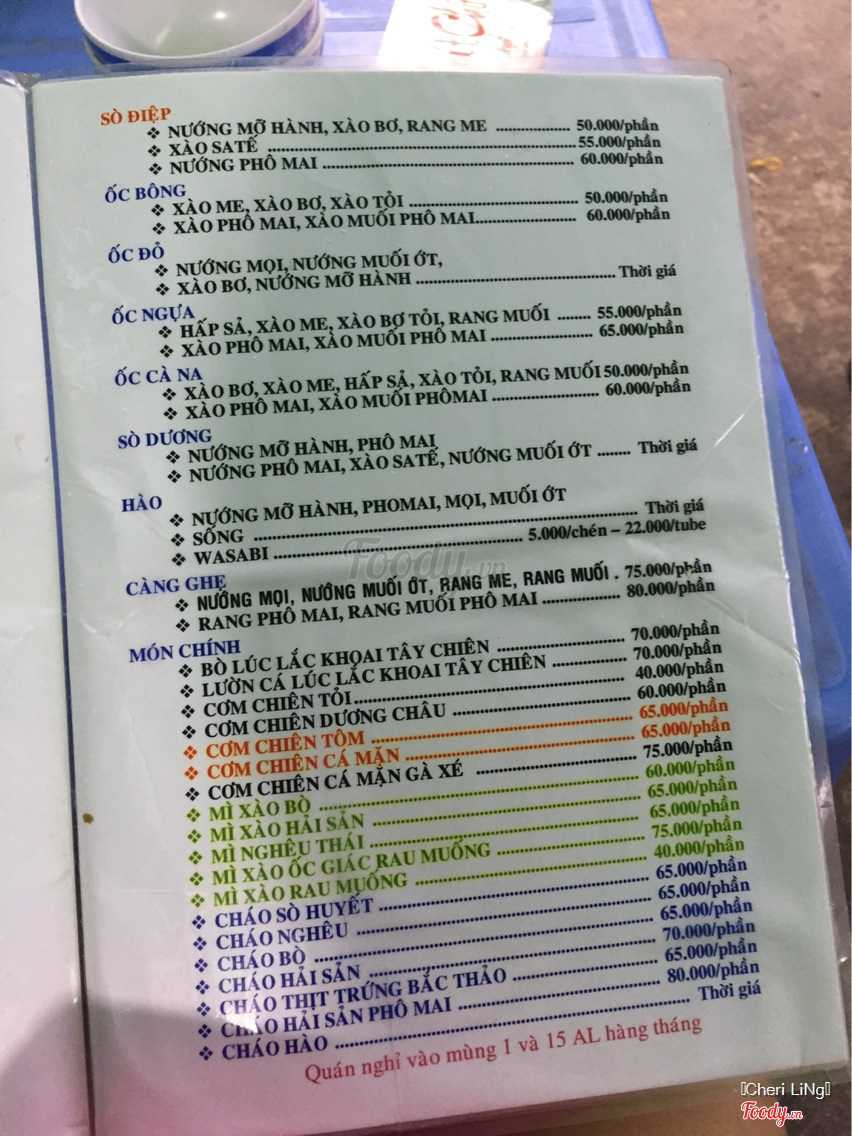 SÒ ĐIỆP
❖ NƯỚNG MỠ HÀNH, XÀO BƠ, RANG ME .................. 50.000/phần
❖ XÀO SATẾ .................. 55.000/phần
❖ NƯỚNG PHÔ MAI .................. 60.000/phần
ỐC BÔNG
❖ XÀO ME, XÀO BƠ, XÀO TỎI .................. 50.000/phần
❖ XÀO PHÔ MAI, XÀO MUỐI PHÔ MAI.................. 60.000/phần
ỐC ĐỎ
❖ NƯỚNG MỌI, NƯỚNG MUỐI ỚT,
❖ XÀO BƠ, NƯỚNG MỠ HÀNH .................. Thời giá
ỐC NGỰA
❖ HẤP SẢ, XÀO ME, XÀO BƠ TỎI, RANG MUỐI ........ 55.000/phần
❖ XÀO PHÔ MAI, XÀO MUỐI PHÔ MAI .................. 65.000/phần
ỐC CÀ NA
❖ XÀO BƠ, XÀO ME, HẤP SẢ, XÀO TỎI, RANG MUỐI 50.000/phần
❖ XÀO PHÔ MAI, XÀO MUỐI PHÔMAI .................. 60.000/phần
SÒ DƯƠNG
❖ NƯỚNG MỠ HÀNH, PHÔ MAI
❖ NƯỚNG PHÔ MAI, XÀO SATẾ, NƯỚNG MUỐI ỚT ........ Thời giá
HÀO
❖ NƯỚNG MỠ HÀNH, PHOMAI, MỌI, MUỐI ỚT
❖ SỐNG .................. Thời giá
❖ WASABI .................. 5.000/chén – 22.000/tube
CÀNG GHẸ
❖ NƯỚNG MỌI, NƯỚNG MUỐI ỚT, RANG ME, RANG MUỐI . 75.000/phần
❖ RANG PHÔ MAI, RANG MUỐI PHÔ MAI .................. 80.000/phần
MÓN CHÍNH
❖ BÒ LÚC LẮC KHOAI TÂY CHIÊN .................. 70.000/phần
❖ LƯỜN CÁ LÚC LẮC KHOAI TÂY CHIÊN .................. 70.000/phần
❖ CƠM CHIÊN TỎI.................. 40.000/phần
❖ CƠM CHIÊN DƯƠNG CHÂU .................. 60.000/phần
❖ CƠM CHIÊN TÔM .................. 65.000/phần
❖ CƠM CHIÊN CÁ MẶN .................. 65.000/phần
❖ CƠM CHIÊN CÁ MẶN GÀ XÉ .................. 75.000/phần
❖ MÌ XÀO BÒ .................. 60.000/phần
❖ MÌ XÀO HẢI SẢN .................. 65.000/phần
❖ MÌ NGHÊU THÁI .................. 65.000/phần
❖ MÌ XÀO ỐC GIÁC RAU MUỐNG .................. 75.000/phần
❖ MÌ XÀO RAU MUỐNG .................. 40.000/phần
❖ CHÁO SÒ HUYẾT .................. 65.000/phần
❖ CHÁO NGHÊU .................. 65.000/phần
❖ CHÁO BÒ .................. 65.000/phần
❖ CHÁO HẢI SẢN .................. 70.000/phần
❖ CHÁO THỊT TRỨNG BẮC THẢO .................. 65.000/phần
❖ CHÁO HẢI SẢN PHÔ MAI .................. 80.000/phần
❖ CHÁO HÀO .................. Thời giá
Quán nghỉ vào mùng 1 và 15 AL hàng tháng
Foody.vn
Cheri LiNg
Foody.vn